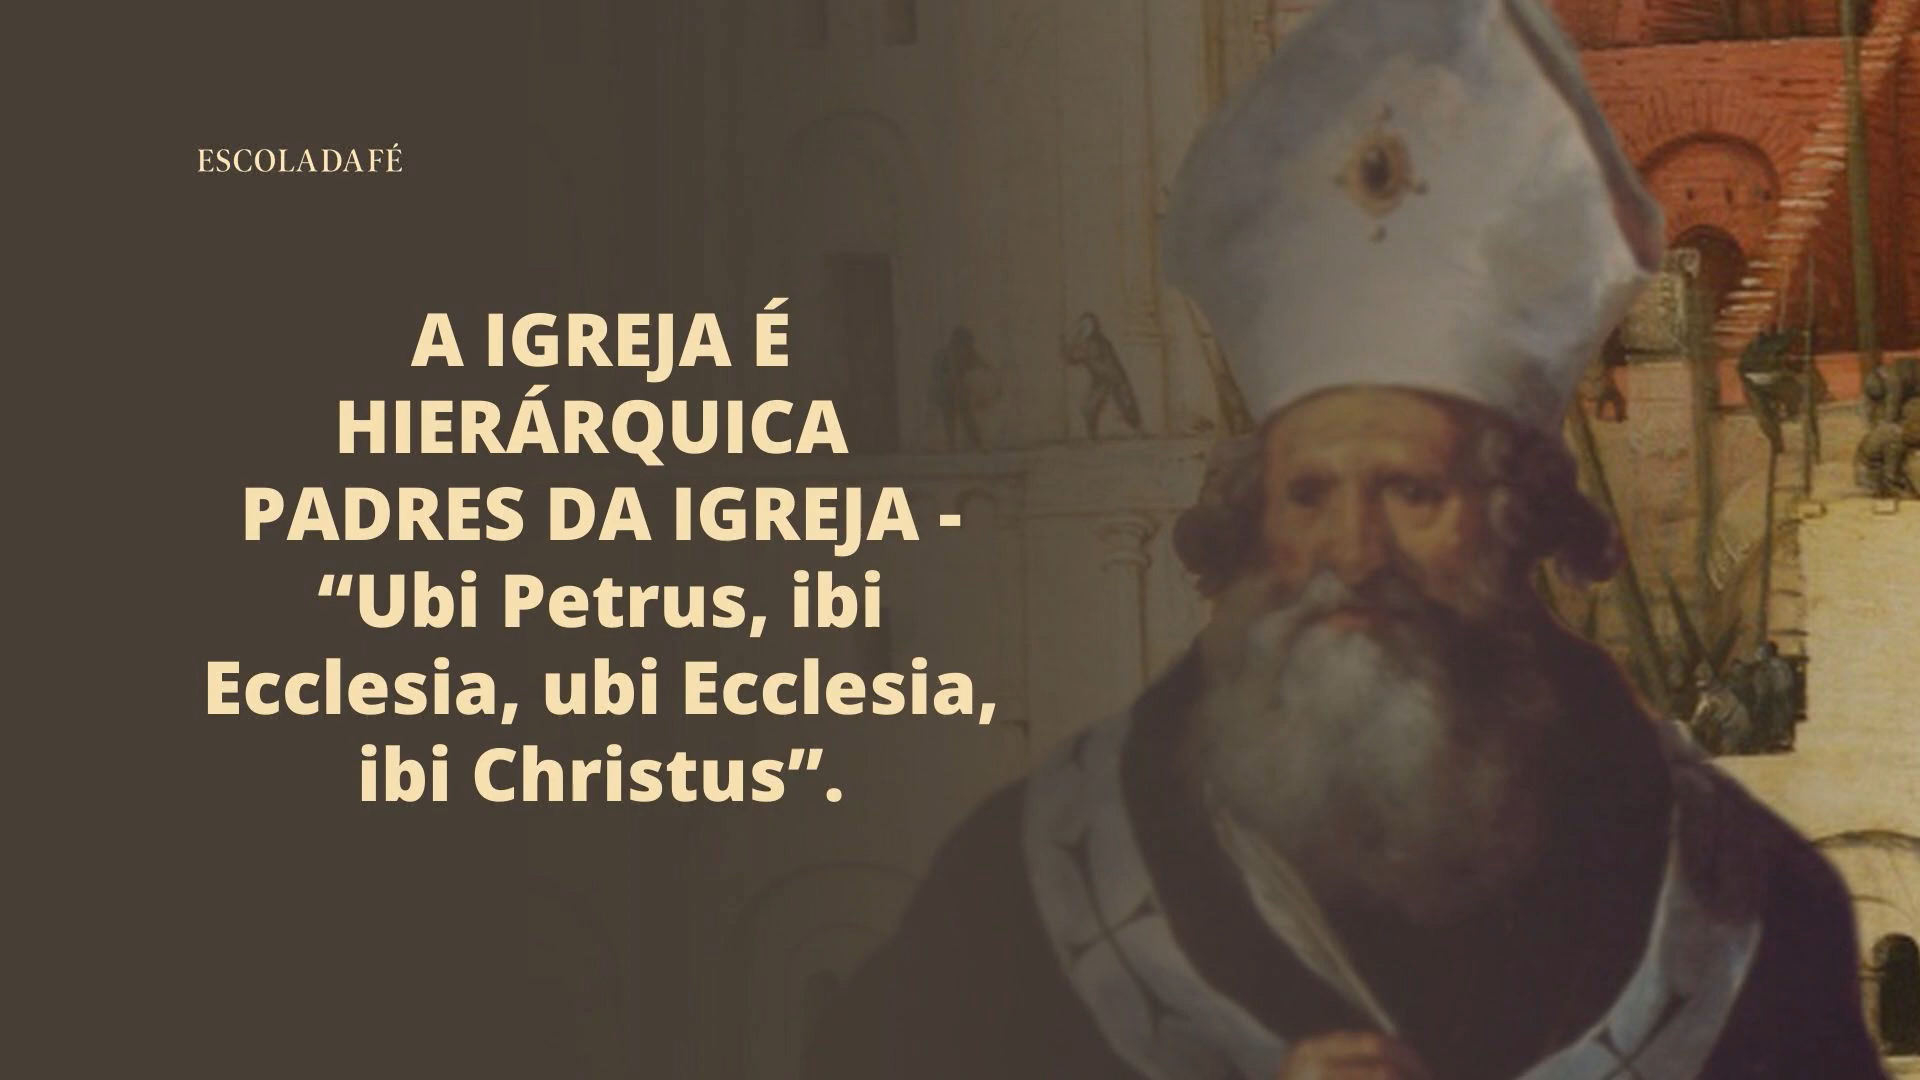 ESCOLADAFÉ
A IGREJA É
HIERÁRQUICA
PADRES DA IGREJA -
“Ubi Petrus, ibi
Ecclesia, ubi Ecclesia,
ibi Christus”.